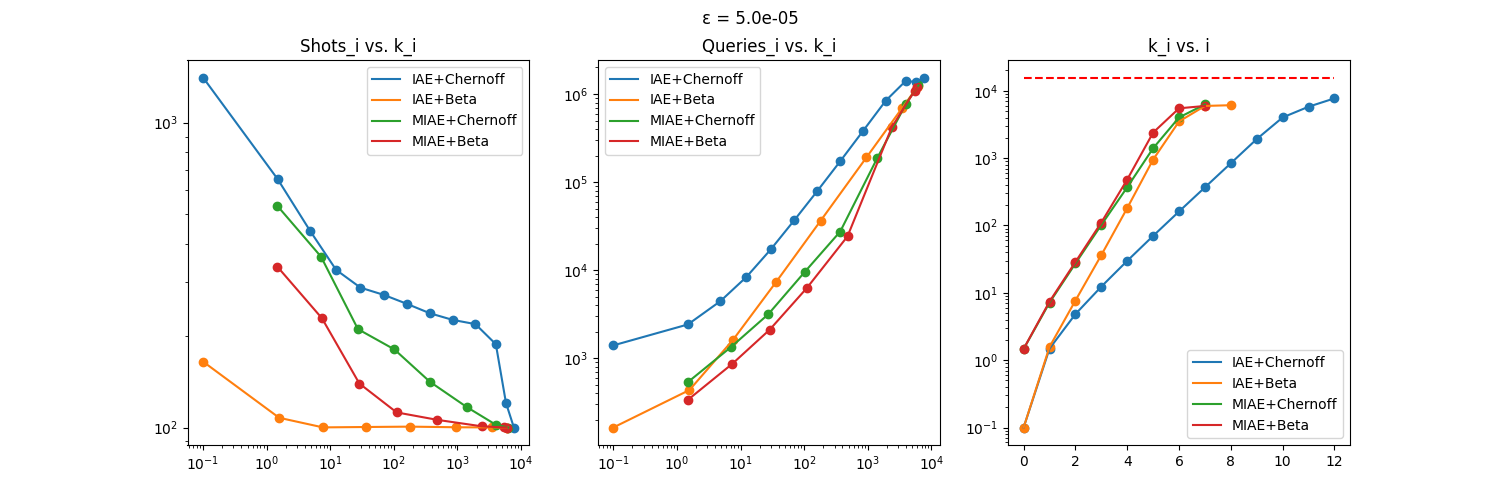 ε = 5.0e-05
Shots_i vs. k_i
IAE+Chernoff
IAE+Beta
MIAE+Chernoff
MIAE+Beta
10³
10²
10⁻¹ 10⁰ 10¹ 10² 10³ 10⁴
Queries_i vs. k_i
IAE+Chernoff
IAE+Beta
MIAE+Chernoff
MIAE+Beta
10⁶
10⁵
10⁴
10³
10⁻¹ 10⁰ 10¹ 10² 10³ 10⁴
k_i vs. i
10⁴
10³
10²
10¹
10⁰
10⁻¹
IAE+Chernoff
IAE+Beta
MIAE+Chernoff
MIAE+Beta
0 2 4 6 8 10 12